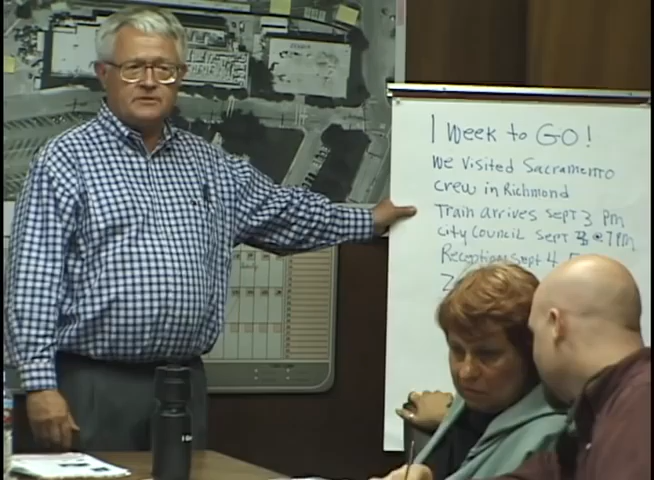 1 Week to GO!
We visited Sacramento
crew in Richmond
Train arrives Sept 3 pm
City Council Sept 3 @ 7 PM
Reception Sept 4